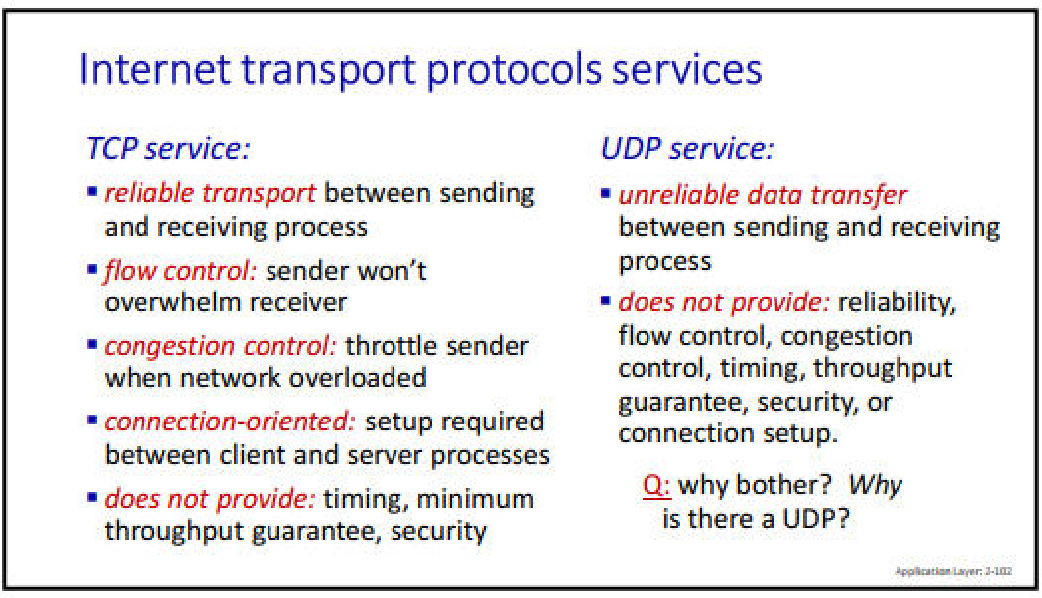 Internet transport protocols services
TCP service:
▪ reliable transport between sending
and receiving process
▪ flow control: sender won't
overwhelm receiver
▪ congestion control: throttle sender
when network overloaded
▪ connection-oriented: setup required
between client and server processes
▪ does not provide: timing, minimum
throughput guarantee, security
UDP service:
▪ unreliable data transfer
between sending and receiving
process
▪ does not provide: reliability,
flow control, congestion
control, timing, throughput
guarantee, security, or
connection setup.
Q: why bother? Why
is there a UDP?
Application Layer: 2-102